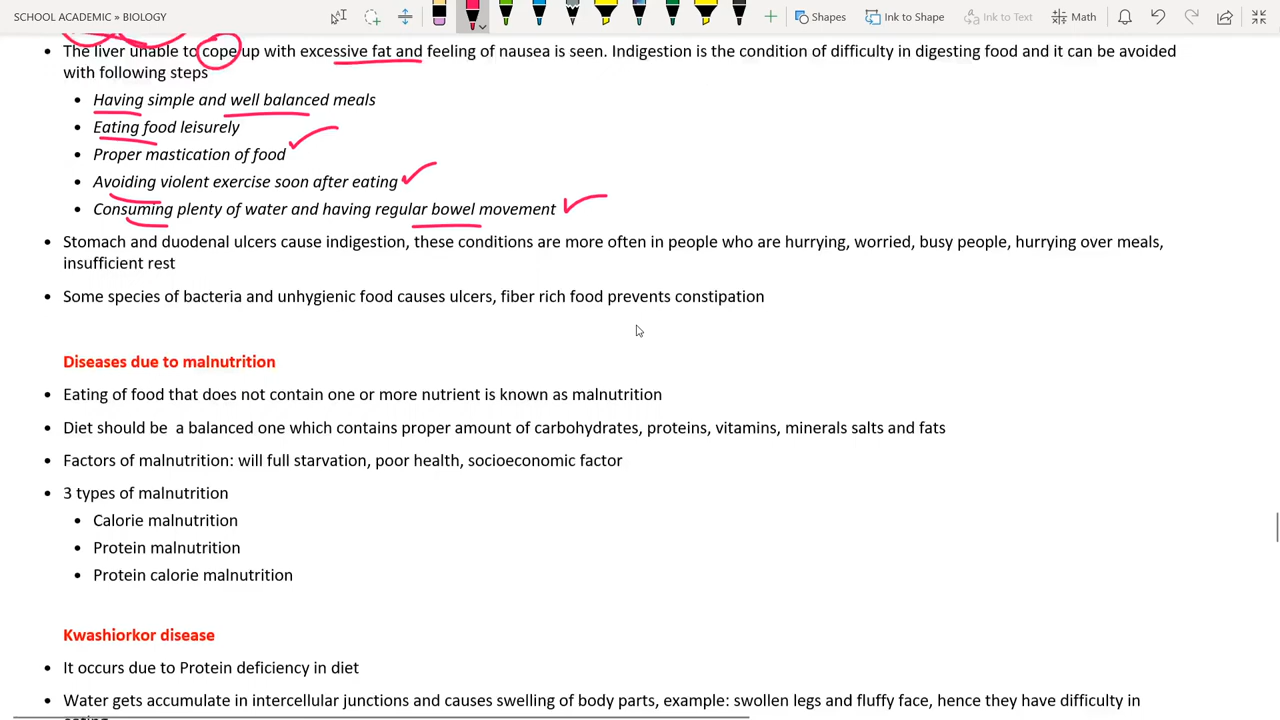 SCHOOL ACADEMIC » BIOLOGY
Shapes
Ink to Shape
Ink to Text
Math
The liver unable to cope up with excessive fat and feeling of nausea is seen. Indigestion is the condition of difficulty in digesting food and it can be avoided
with following steps
Having simple and well balanced meals
Eating food leisurely
Proper mastication of food
Avoiding violent exercise soon after eating
Consuming plenty of water and having regular bowel movement
Stomach and duodenal ulcers cause indigestion, these conditions are more often in people who are hurrying, worried, busy people, hurrying over meals,
insufficient rest
Some species of bacteria and unhygienic food causes ulcers, fiber rich food prevents constipation
Diseases due to malnutrition
Eating of food that does not contain one or more nutrient is known as malnutrition
Diet should be  a balanced one which contains proper amount of carbohydrates, proteins, vitamins, minerals salts and fats
Factors of malnutrition: will full starvation, poor health, socioeconomic factor
3 types of malnutrition
Calorie malnutrition
Protein malnutrition
Protein calorie malnutrition
Kwashiorkor disease
It occurs due to Protein deficiency in diet
Water gets accumulate in intercellular junctions and causes swelling of body parts, example: swollen legs and fluffy face, hence they have difficulty in